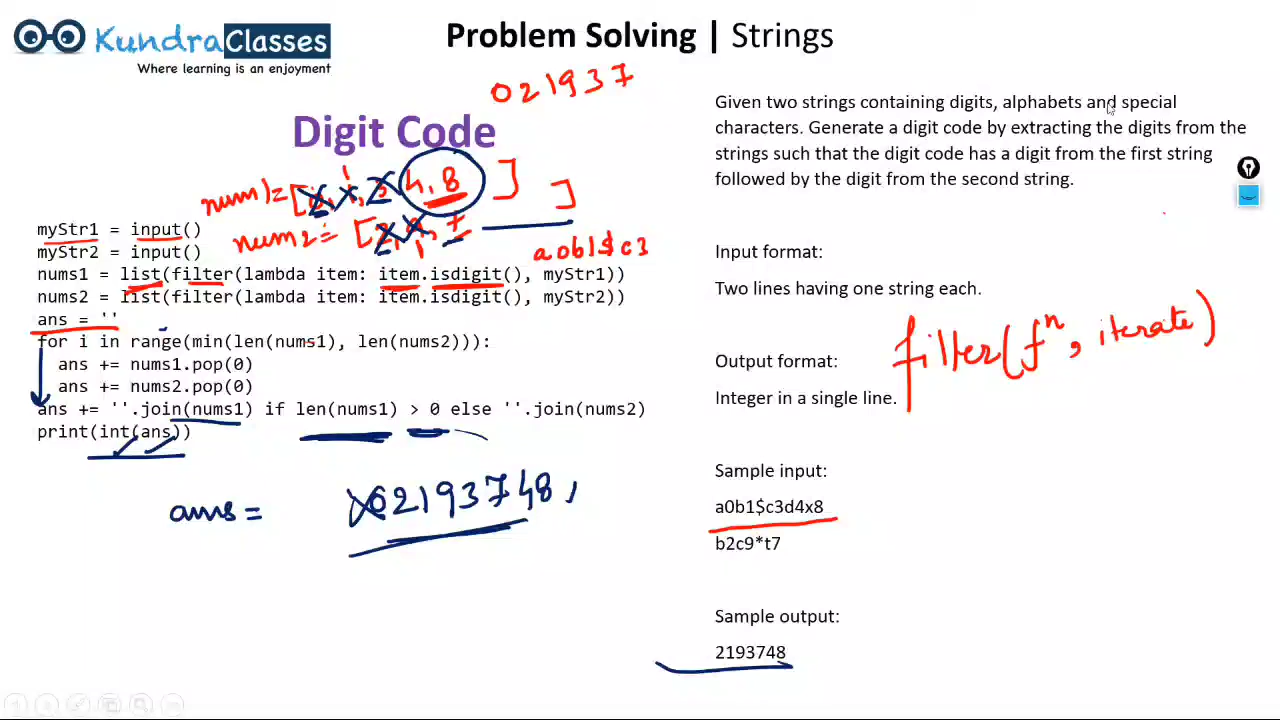 KundraClasses
Where learning is an enjoyment
Problem Solving | Strings
021937
Digit Code
num1=[ 4, 8 ]
num2= [ ]
a0b1$c3
myStr1 = input()
myStr2 = input()
nums1 = list(filter(lambda item: item.isdigit(), myStr1))
nums2 = list(filter(lambda item: item.isdigit(), myStr2))
ans = ''
for i in range(min(len(nums1), len(nums2))):
ans += nums1.pop(0)
ans += nums2.pop(0)
ans += ''.join(nums1) if len(nums1) > 0 else ''.join(nums2)
print(int(ans))
ans = 02193748,
Given two strings containing digits, alphabets and special
characters. Generate a digit code by extracting the digits from the
strings such that the digit code has a digit from the first string
followed by the digit from the second string.
Input format:
Two lines having one string each.
filter(fn, iterate)
Output format:
Integer in a single line.
Sample input:
a0b1$c3d4x8
b2c9*t7
Sample output:
2193748